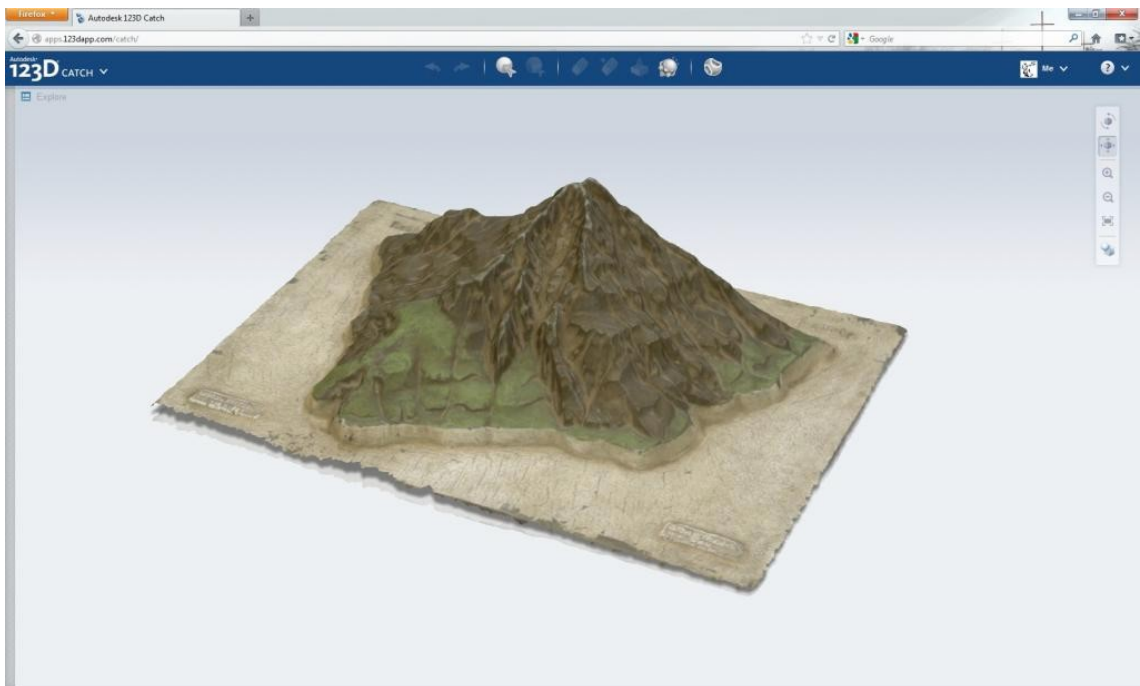 Firefox
Autodesk 123D Catch
apps.123dapp.com/catch/
Google
Autodesk
123D CATCH
Me
?
Explore